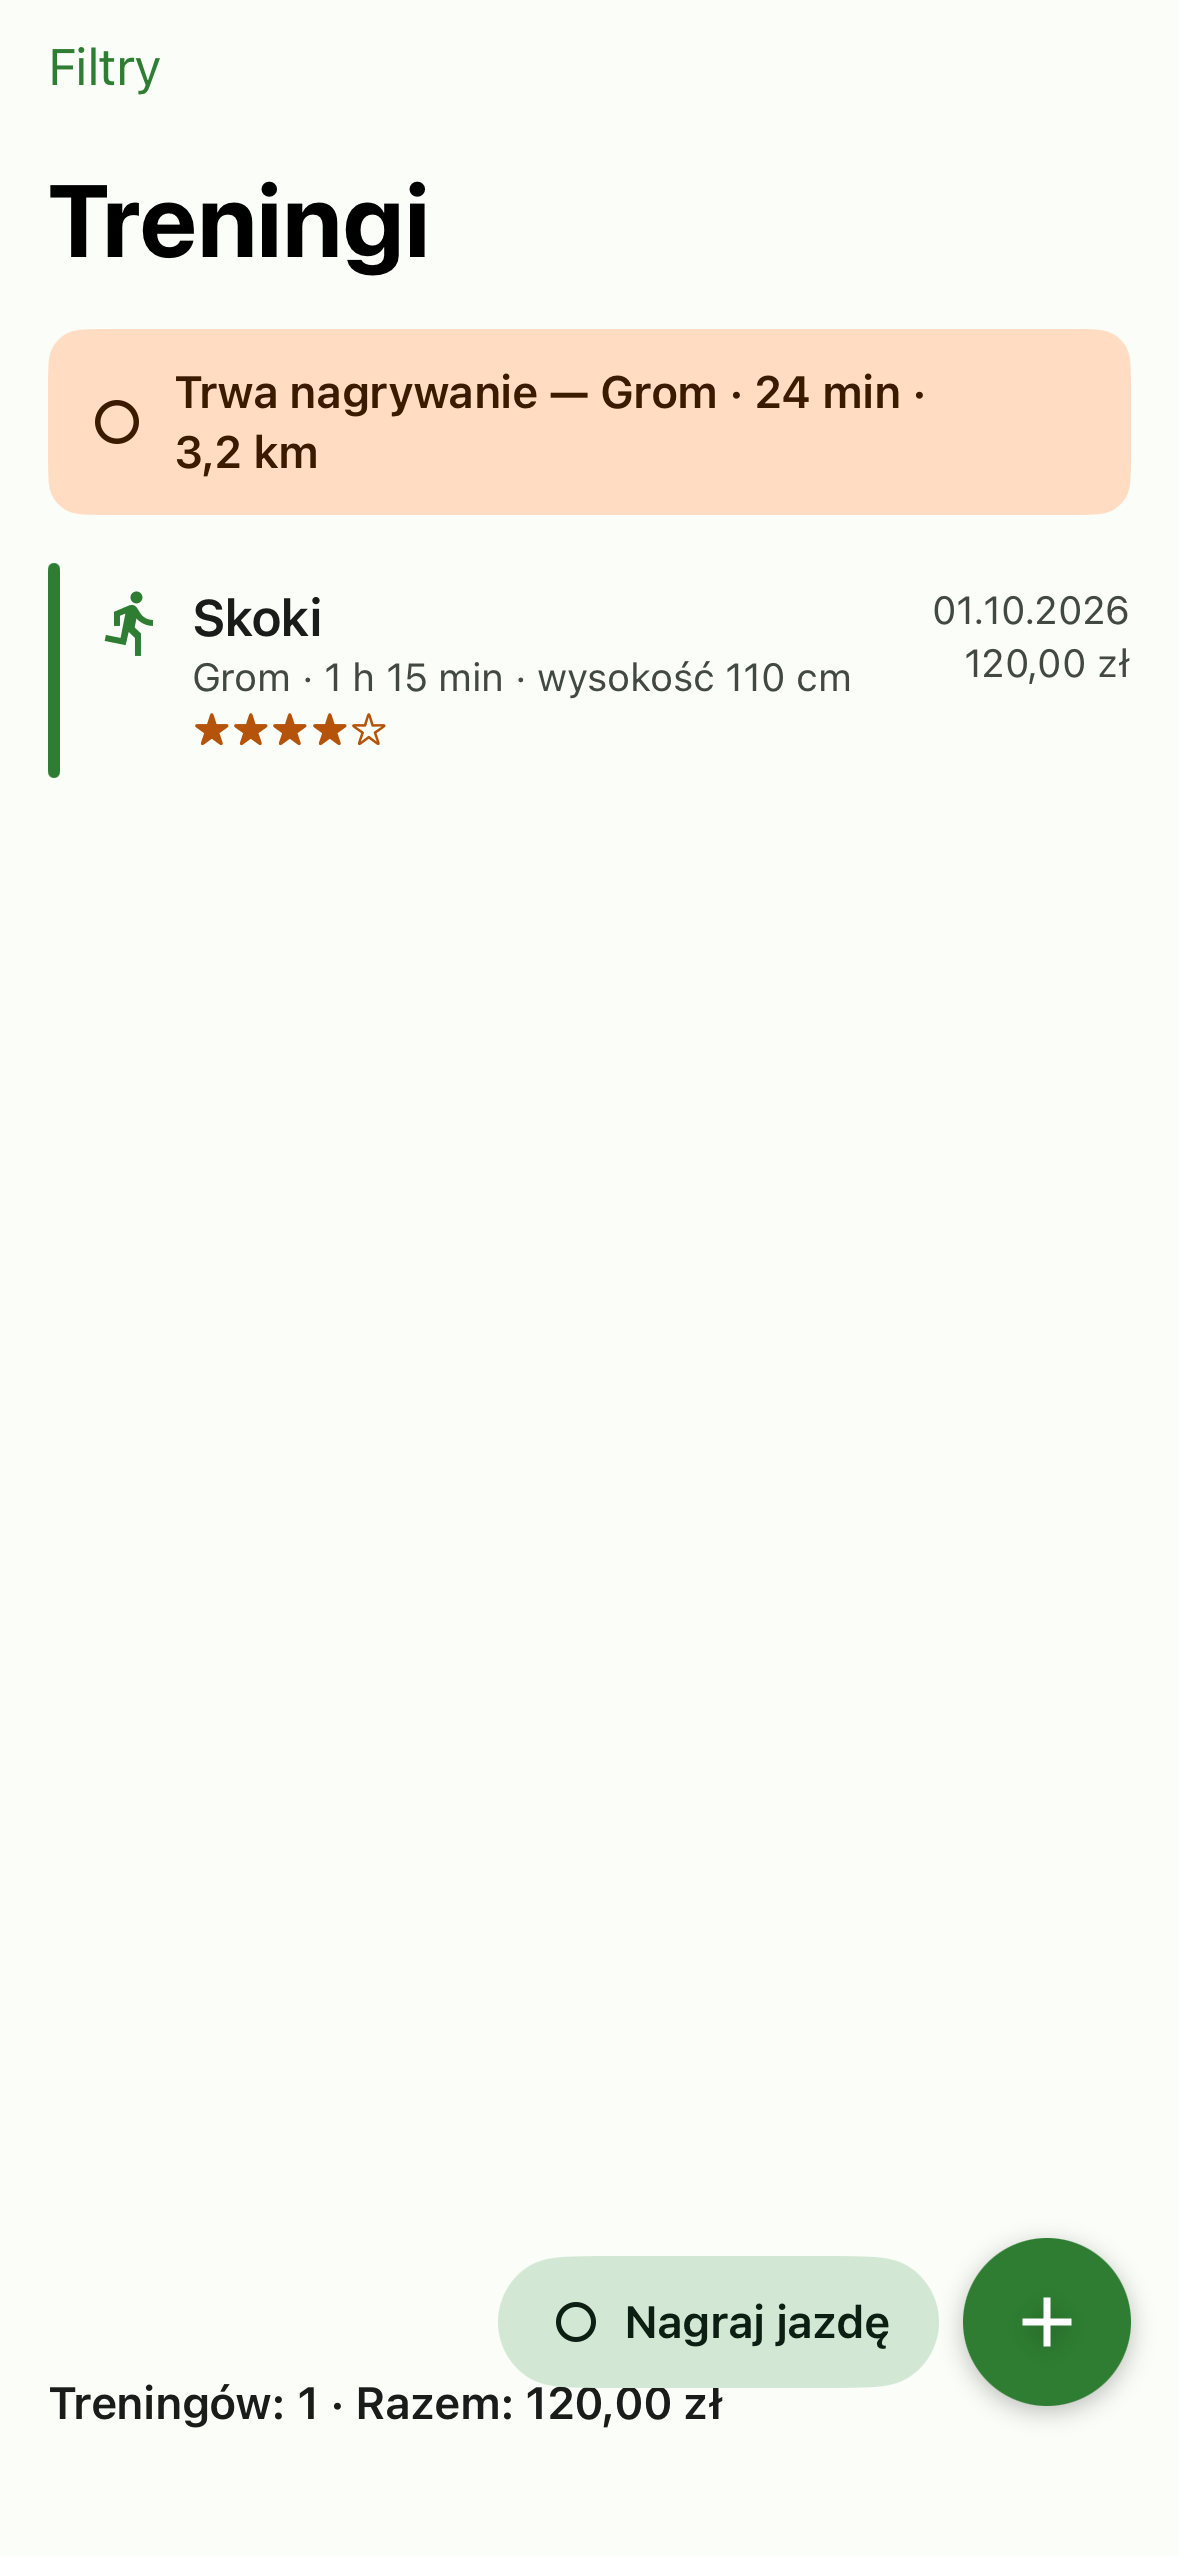 Filtry
Treningi
Trwa nagrywanie — Grom · 24 min ·
3,2 km
Skoki
01.10.2026
Grom · 1 h 15 min · wysokość 110 cm
120,00 zł
Nagraj jazdę
Treningów: 1 · Razem: 120,00 zł